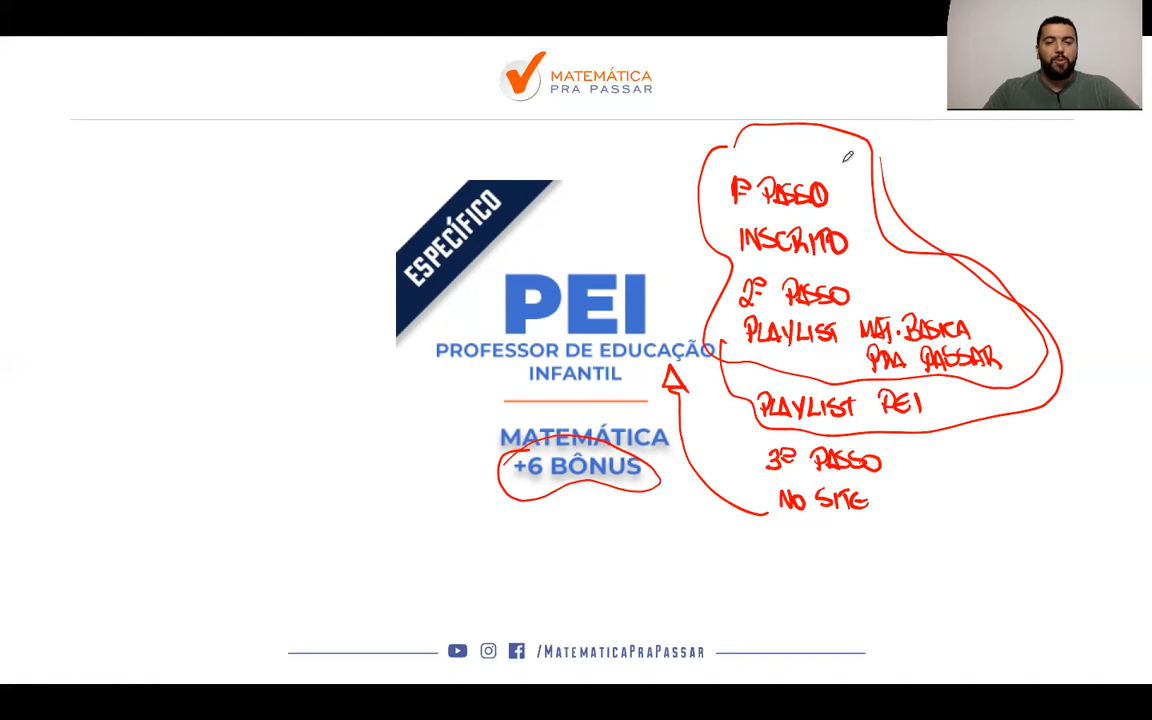 MATEMÁTICA
PRA PASSAR
ESPECÍFICO
PEI
PROFESSOR DE EDUCAÇÃO
INFANTIL
MATEMÁTICA
+6 BÔNUS
1º PASSO
INSCRITO
2º PASSO
PLAYLIST MAT. BASICA
PRA PASSAR
PLAYLIST PEI
3º PASSO
NO SITE
/MATEMATICAPRAPASSAR